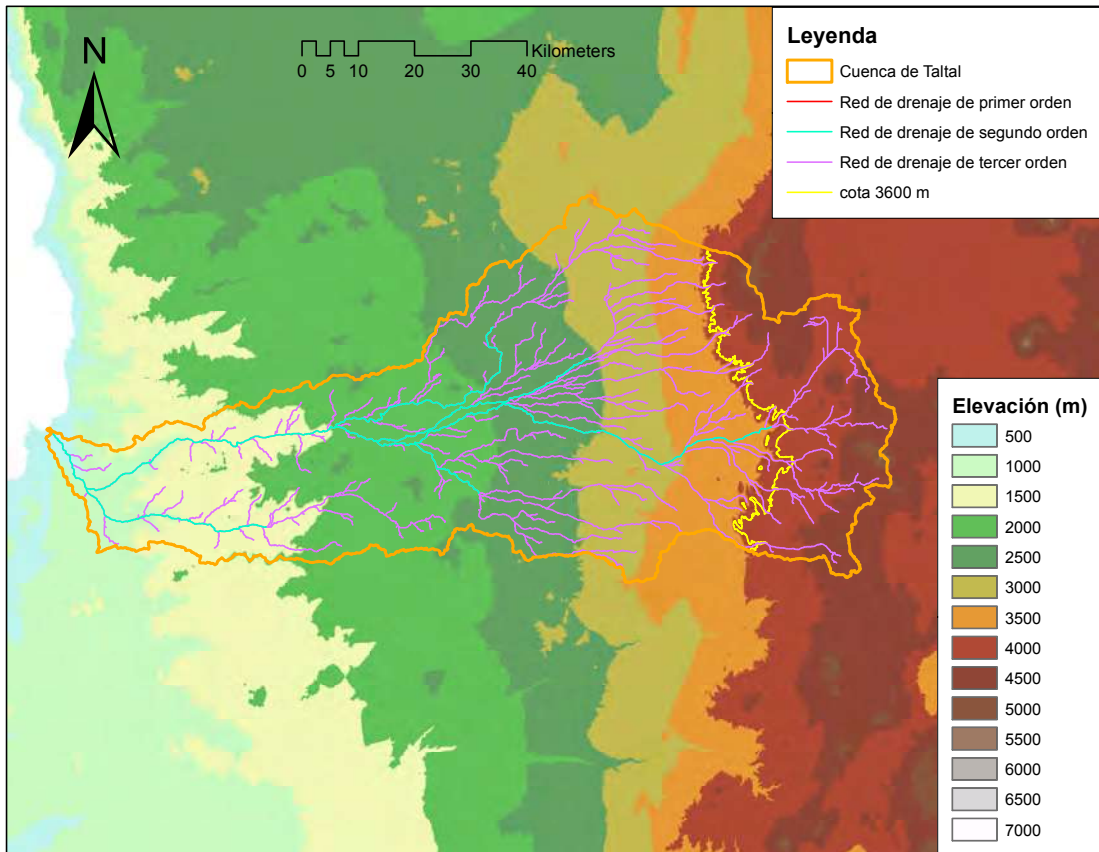 N
Kilometers
0 5 10 20 30 40
Leyenda
Cuenca de Taltal
Red de drenaje de primer orden
Red de drenaje de segundo orden
Red de drenaje de tercer orden
cota 3600 m
Elevación (m)
500
1000
1500
2000
2500
3000
3500
4000
4500
5000
5500
6000
6500
7000